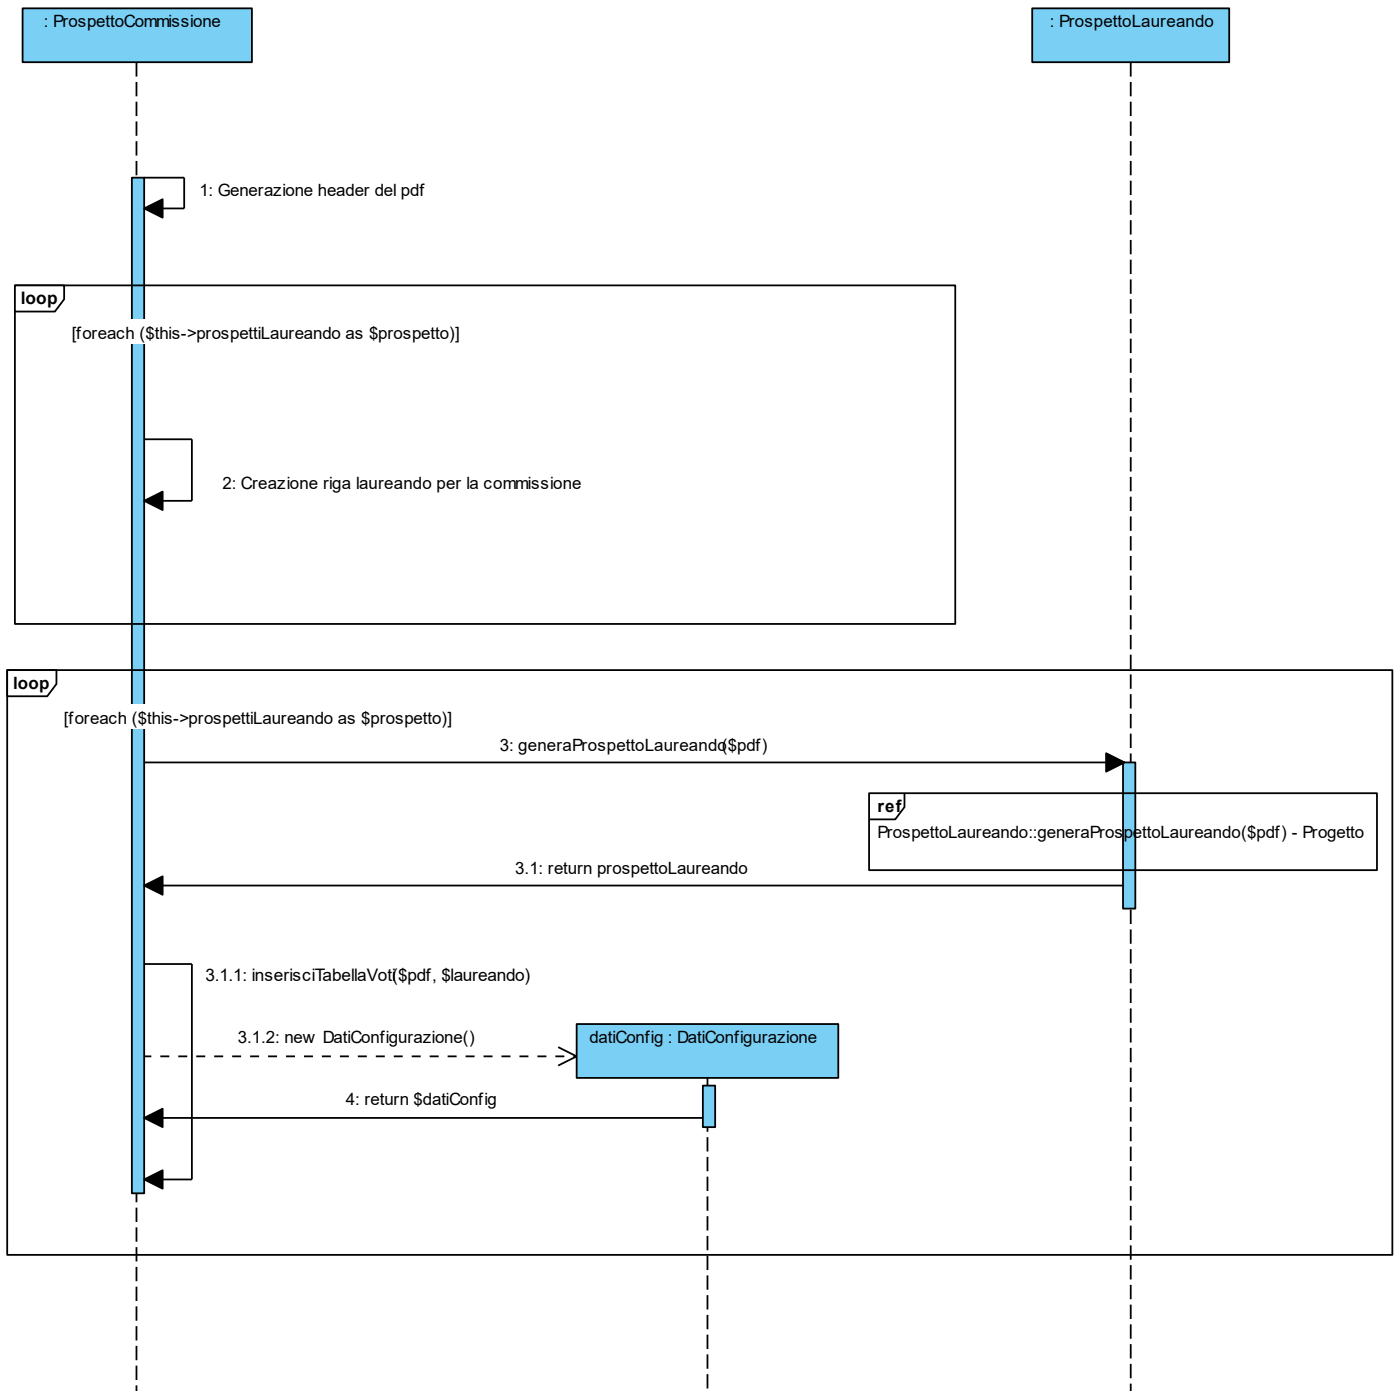 : ProspettoCommissione
: ProspettoLaureando
1: Generazione header del pdf
loop
[foreach ($this->prospettiLaureando as $prospetto)]
2: Creazione riga laureando per la commissione
loop
[foreach ($this->prospettiLaureando as $prospetto)]
3: generaProspettoLaureando($pdf)
ref
ProspettoLaureando::generaProspettoLaureando($pdf) - Progetto
3.1: return prospettoLaureando
3.1.1: inserisciTabellaVoti($pdf, $laureando)
3.1.2: new DatiConfigurazione()
datiConfig : DatiConfigurazione
4: return $datiConfig